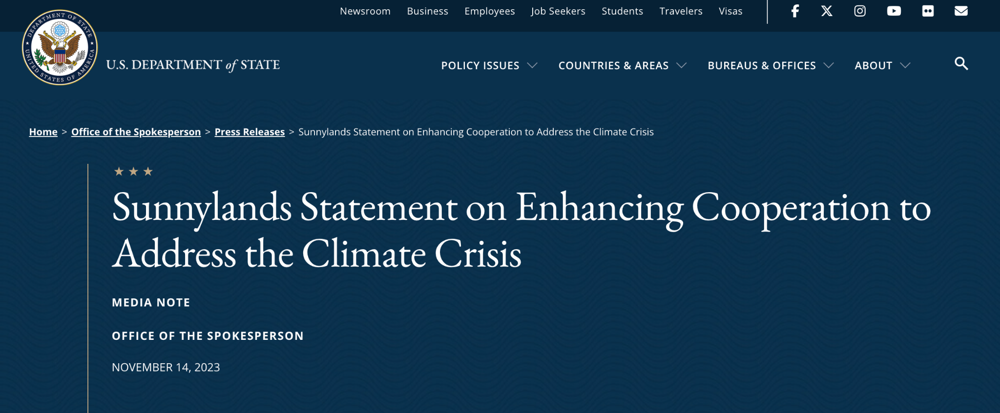 Newsroom Business Employees Job Seekers Students Travelers Visas
DEPARTMENT OF STATE
UNITED STATES OF AMERICA
U.S. DEPARTMENT of STATE
POLICY ISSUES COUNTRIES & AREAS BUREAUS & OFFICES ABOUT
Home > Office of the Spokesperson > Press Releases > Sunnylands Statement on Enhancing Cooperation to Address the Climate Crisis
Sunnylands Statement on Enhancing Cooperation to
Address the Climate Crisis
MEDIA NOTE
OFFICE OF THE SPOKESPERSON
NOVEMBER 14, 2023